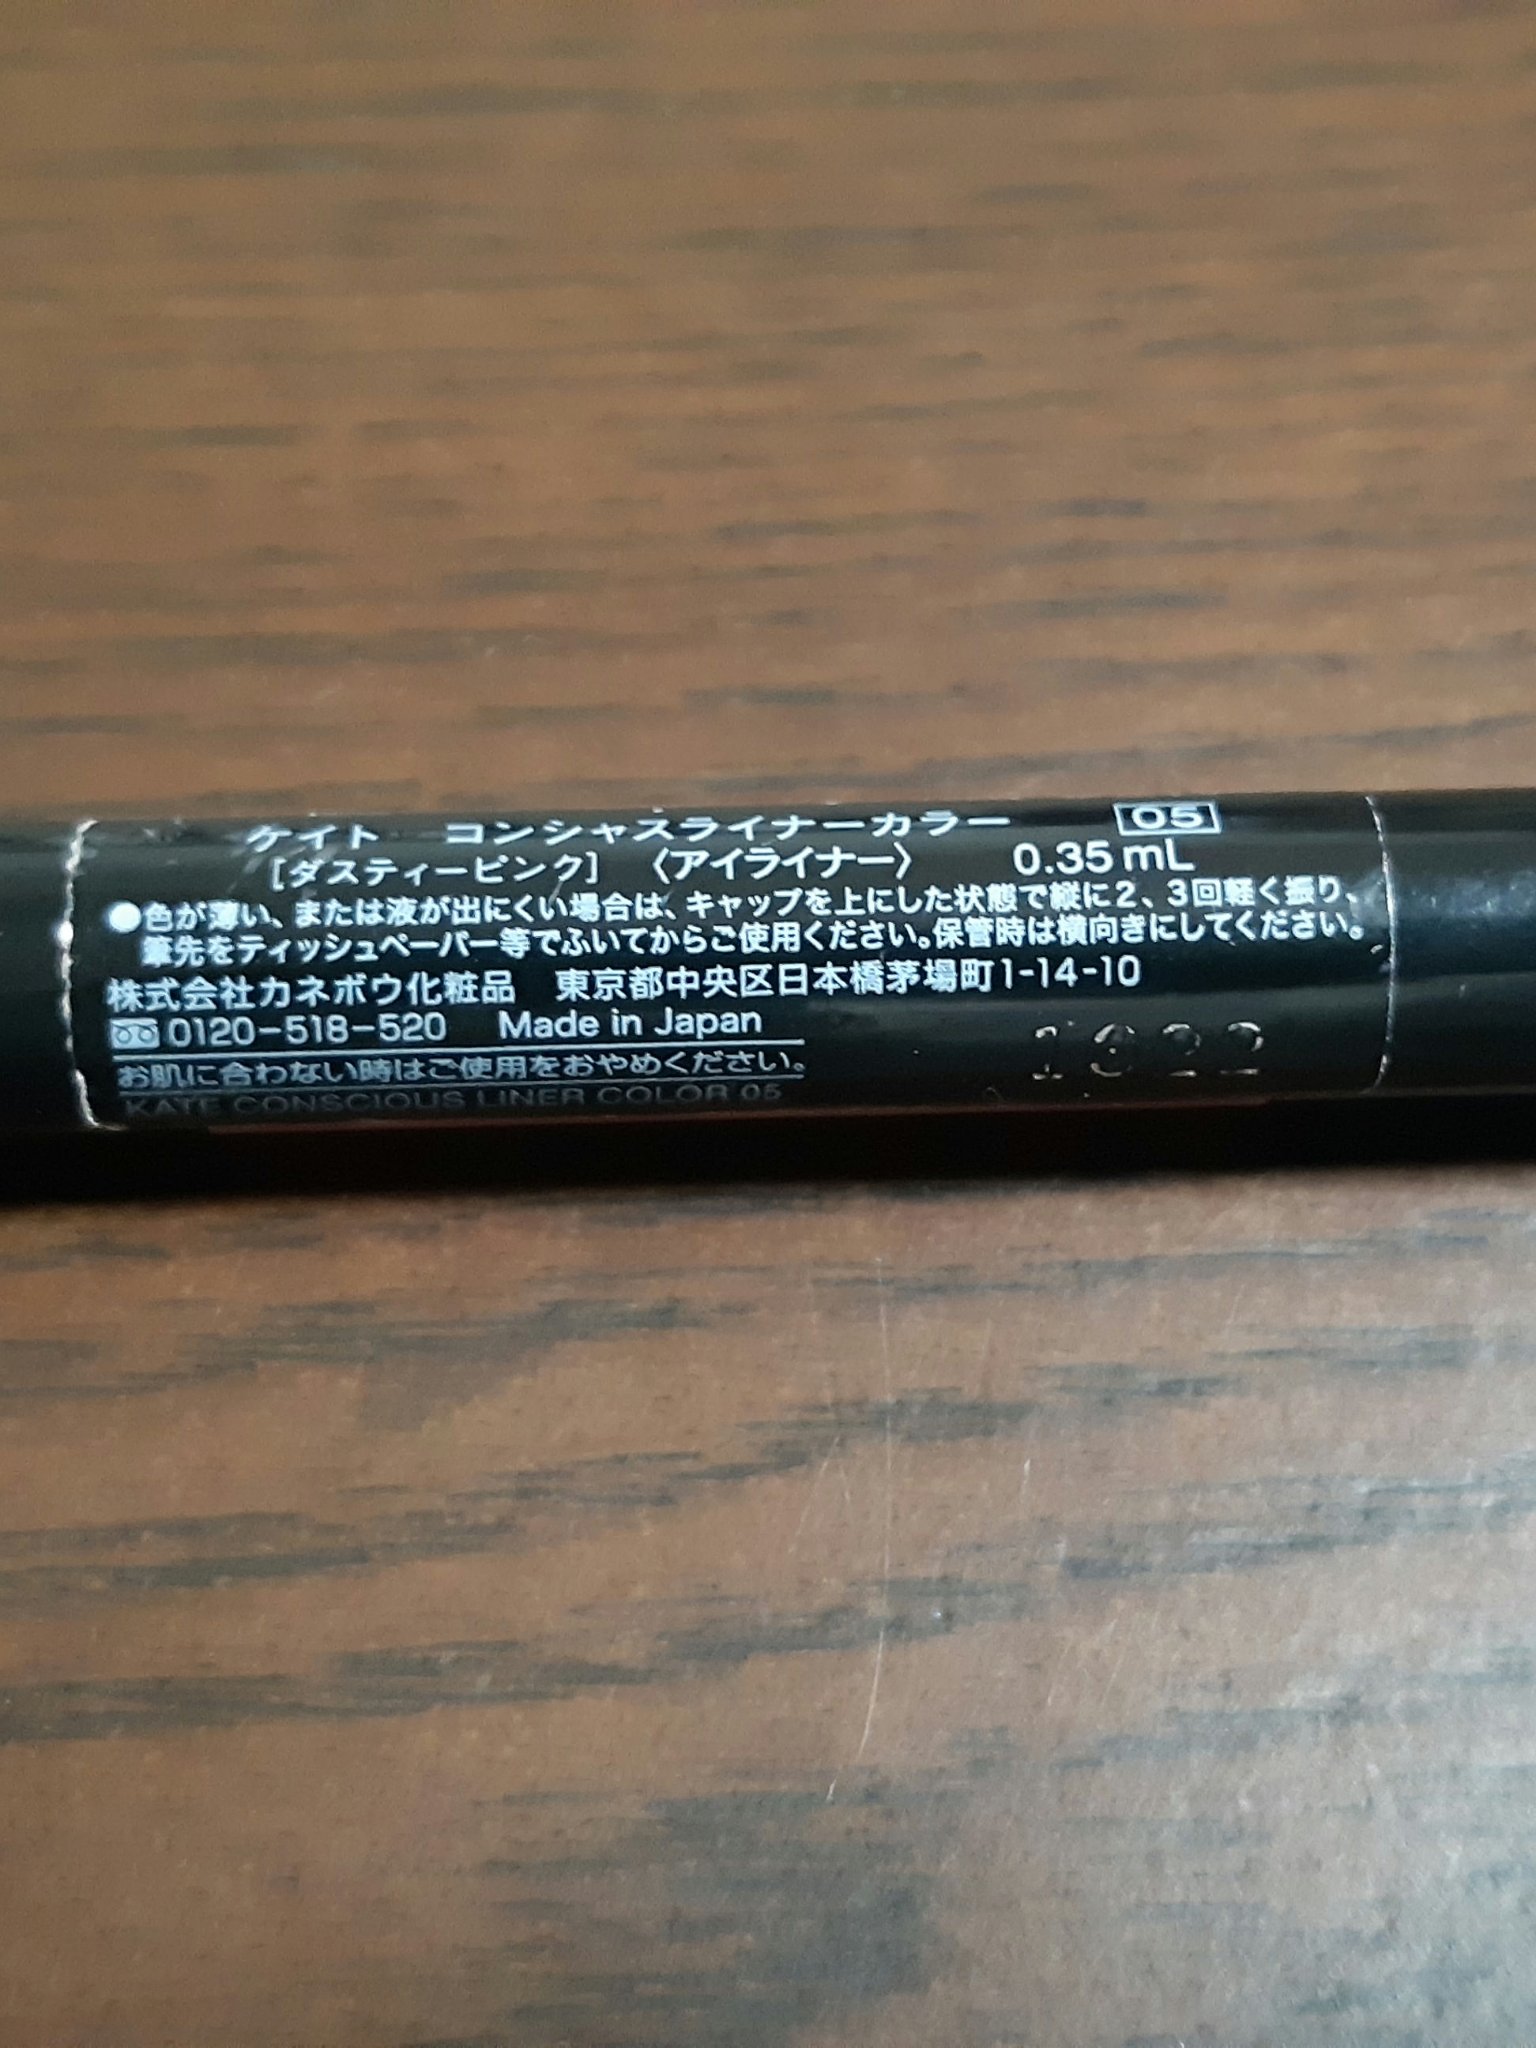 ケイト コンシャスライナーカラー 05
[ダスティーピンク] 〈アイライナー〉 0.35mL
●色が薄い、または液が出にくい場合は、キャップを上にした状態で縦に2、3回軽く振り、
筆先をティッシュペーパー等でふいてからご使用ください。保管時は横向きにしてください。
株式会社カネボウ化粧品 東京都中央区日本橋茅場町1-14-10
0120-518-520 Made in Japan
お肌に合わない時はご使用をおやめください。
KATE CONSCIOUS LINER COLOR 05